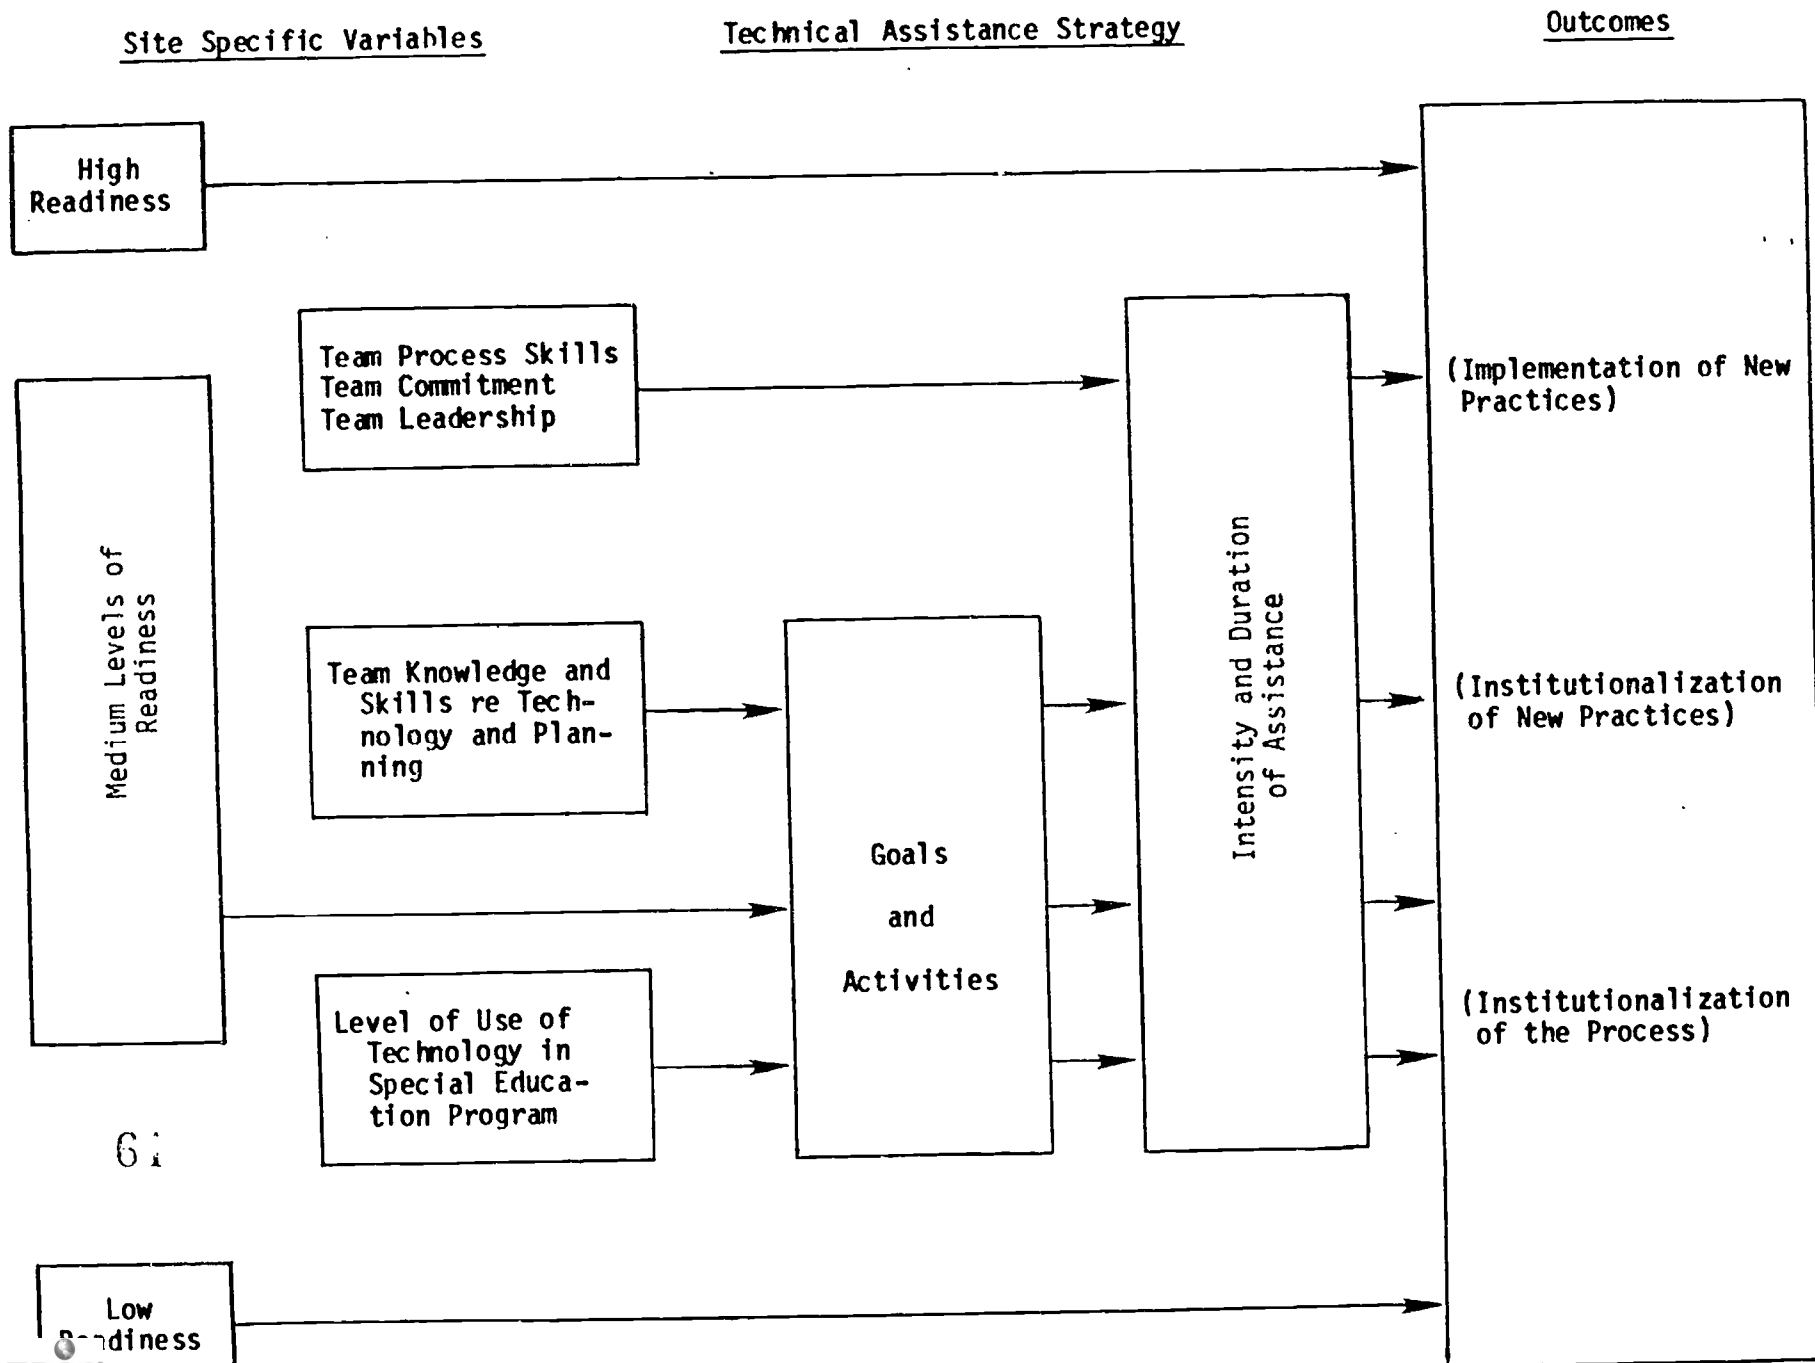 Site Specific Variables
Technical Assistance Strategy
Outcomes
High
Readiness
Team Process Skills
Team Commitment
Team Leadership
(Implementation of New
Practices)
Medium Levels of
Readiness
Team Knowledge and
Skills re Tech-
nology and Plan-
ning
Goals
and
Activities
Intensity and Duration
of Assistance
(Institutionalization
of New Practices)
Level of Use of
Technology in
Special Educa-
tion Program
(Institutionalization
of the Process)
Low